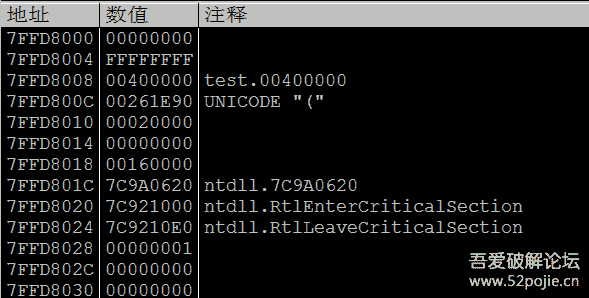 地址 数值 注释
7FFD8000 00000000
7FFD8004 FFFFFFFF
7FFD8008 00400000 test.00400000
7FFD800C 00261E90 UNICODE "("
7FFD8010 00020000
7FFD8014 00000000
7FFD8018 00160000
7FFD801C 7C9A0620 ntdll.7C9A0620
7FFD8020 7C921000 ntdll.RtlEnterCriticalSection
7FFD8024 7C9210E0 ntdll.RtlLeaveCriticalSection
7FFD8028 00000001
7FFD802C 00000000
7FFD8030 00000000
吾爱破解论坛
www.52pojie.cn